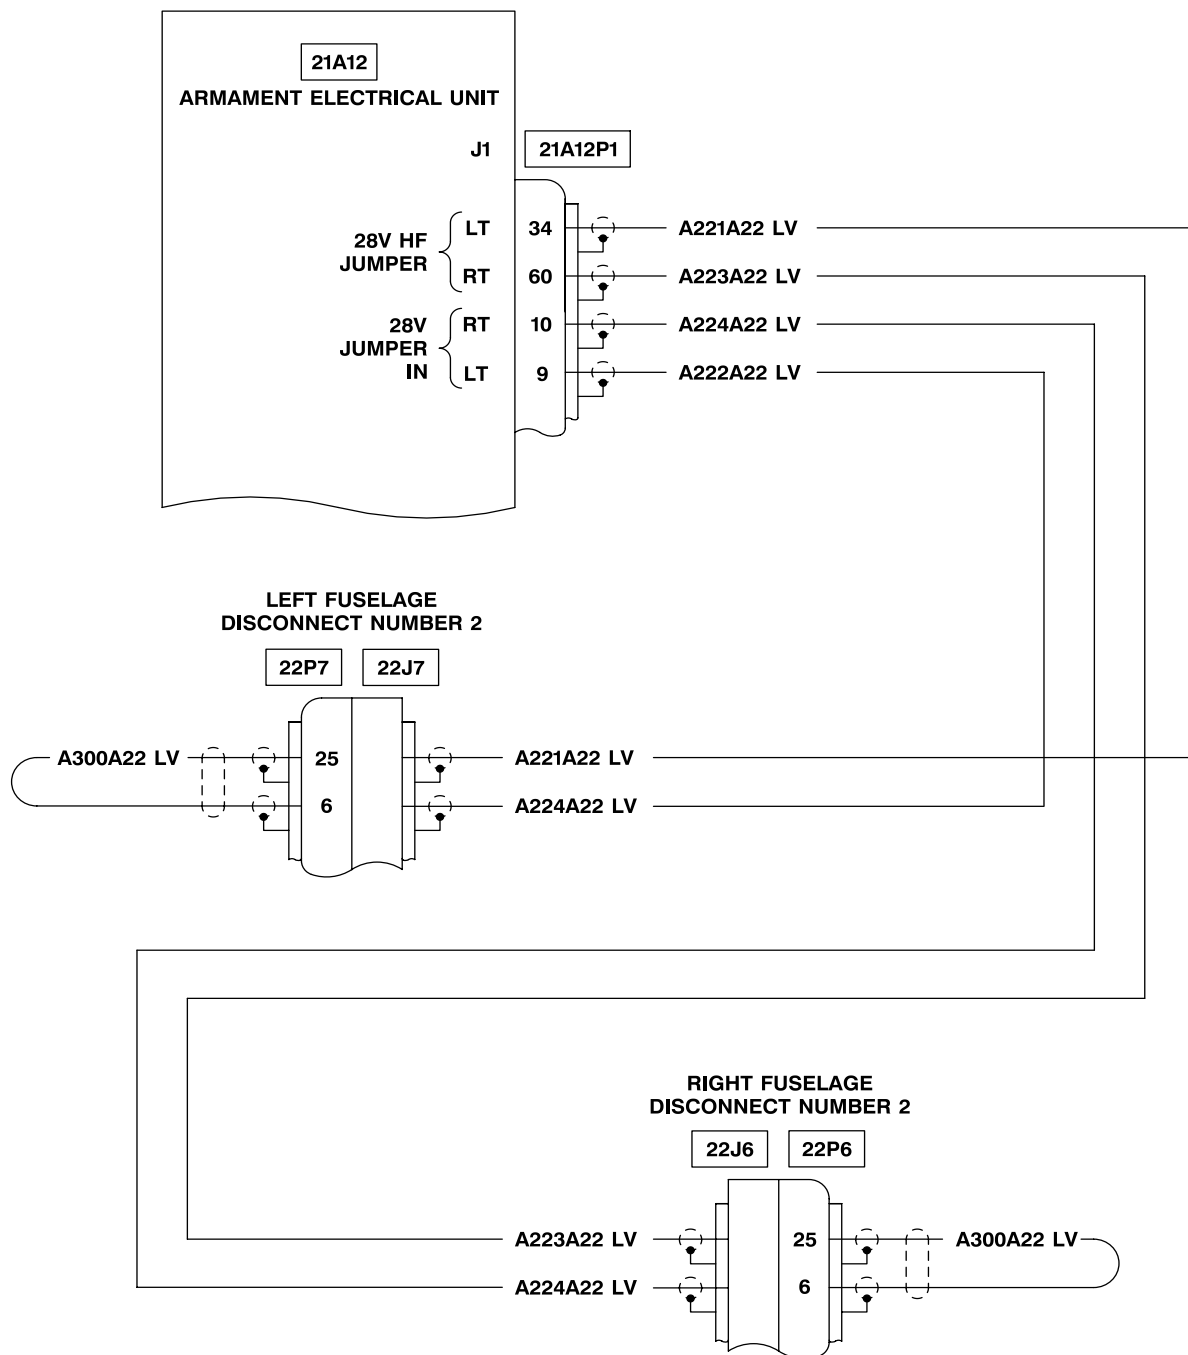 21A12
ARMAMENT ELECTRICAL UNIT
J1 21A12P1
28V HF
JUMPER
LT 34 A221A22 LV
RT 60 A223A22 LV
28V
JUMPER
IN
RT 10 A224A22 LV
LT 9 A222A22 LV
LEFT FUSELAGE
DISCONNECT NUMBER 2
22P7 22J7
A300A22 LV 25 A221A22 LV
6 A224A22 LV
RIGHT FUSELAGE
DISCONNECT NUMBER 2
22J6 22P6
A223A22 LV 25 A300A22 LV
A224A22 LV 6